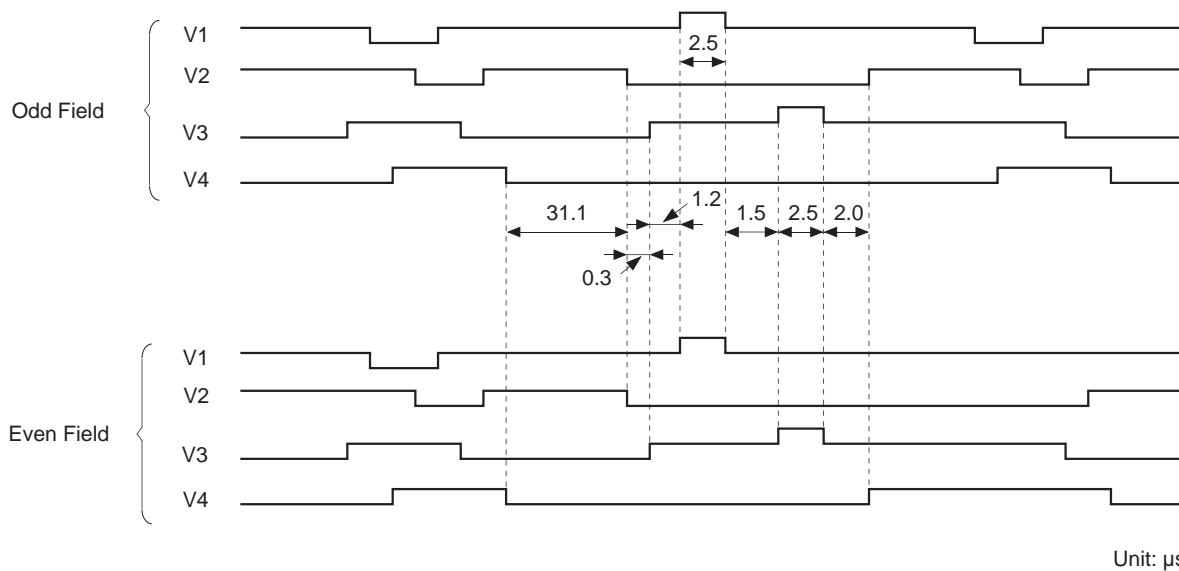 V1
2.5
V2
Odd Field
V3
V4
1.2
31.1
1.5
2.5
2.0
0.3
V1
V2
Even Field
V3
V4
Unit: µs